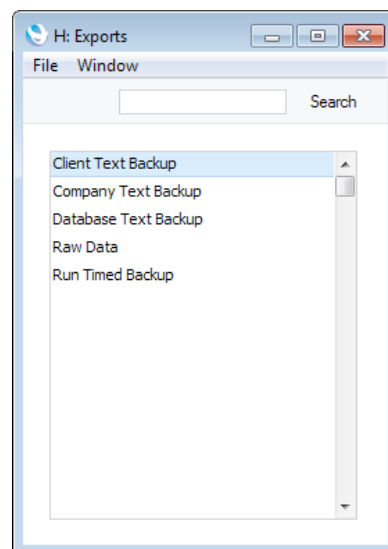 H: Exports
File Window
Search
Client Text Backup
Company Text Backup
Database Text Backup
Raw Data
Run Timed Backup